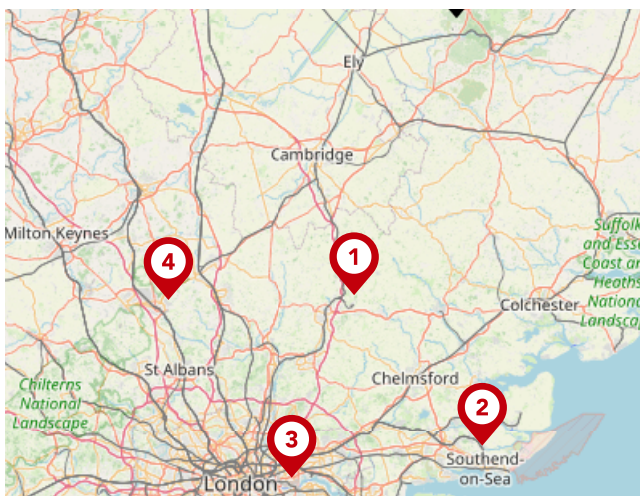 Ely
Cambridge
Milton Keynes
Suffolk
and Esse
Coast an
Heaths
Nationa
Landscap
1
4
Colchester
St Albans
Chelmsford
Chilterns
National
Landscape
2
3
Southend-
on-Sea
London